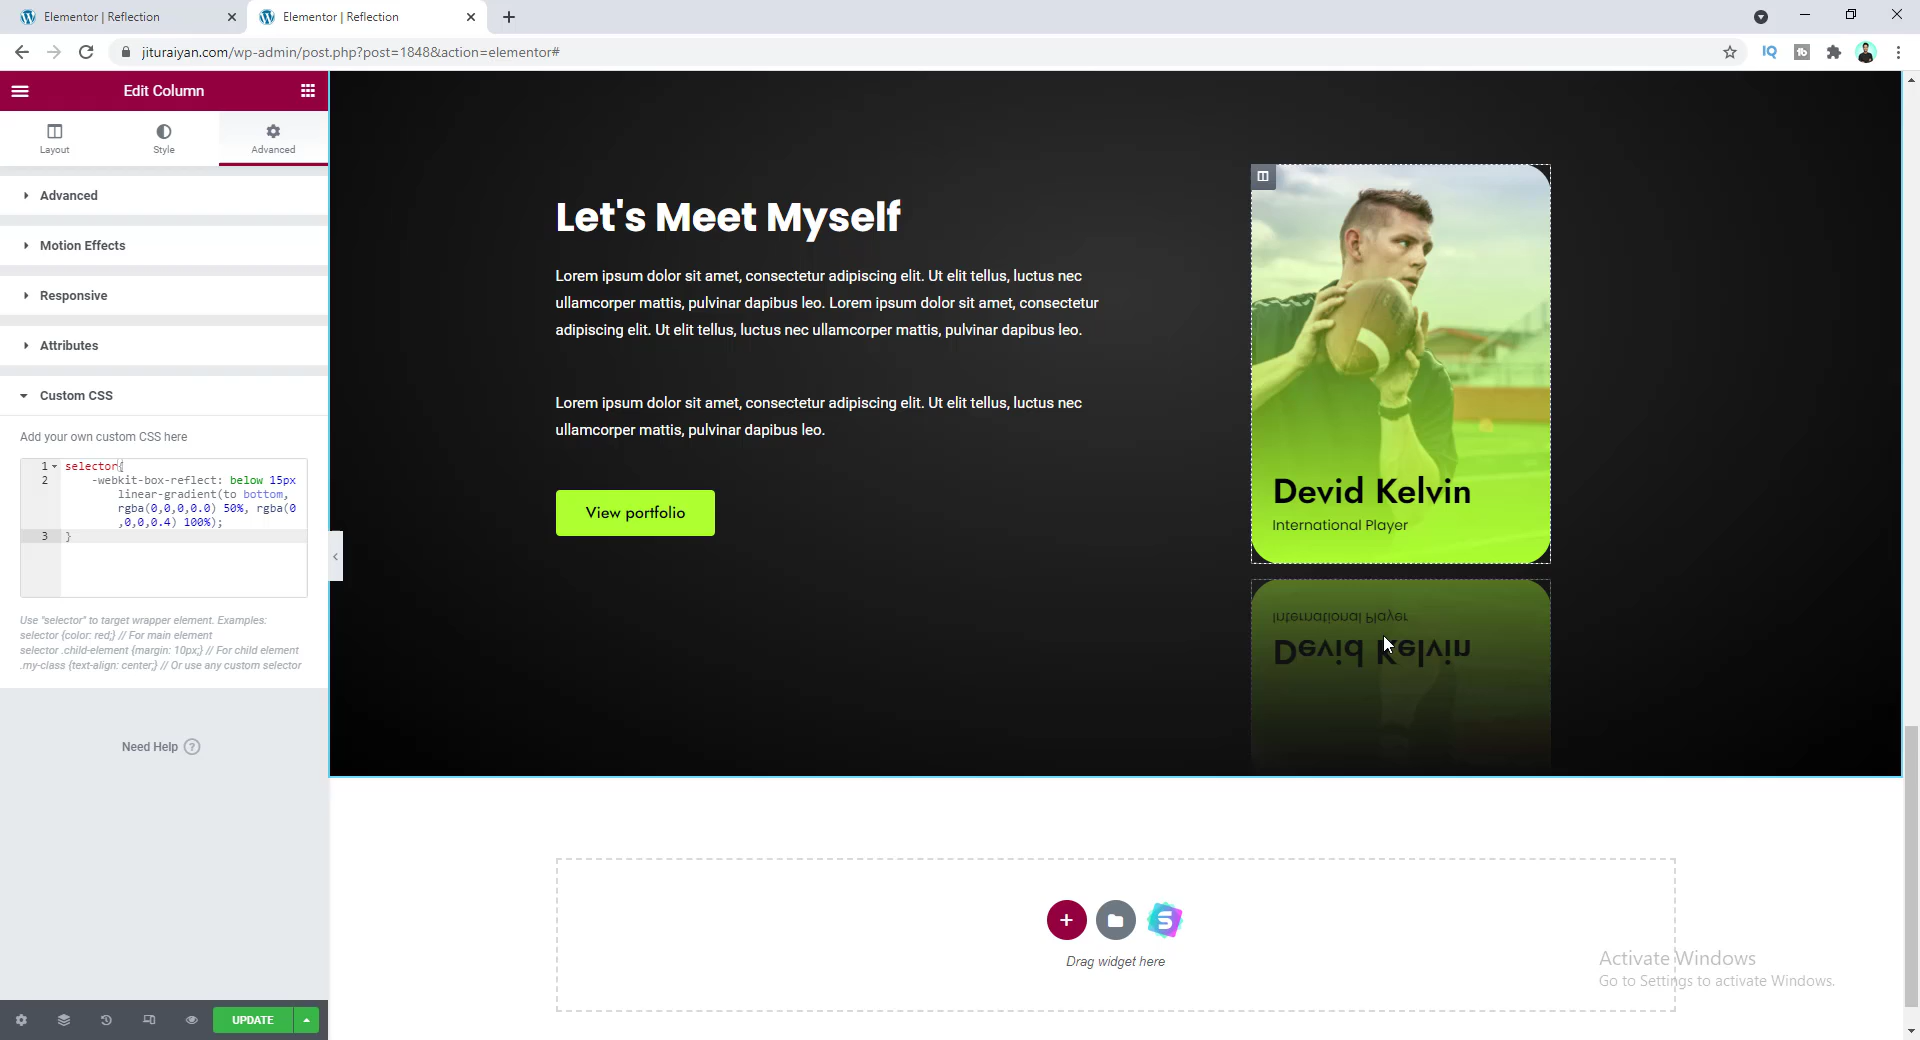 Elementor | Reflection
Elementor | Reflection
jituraiyan.com/wp-admin/post.php?post=1848&action=elementor#
IQ
Edit Column
Layout
Style
Advanced
Advanced
Motion Effects
Responsive
Attributes
Custom CSS
Add your own custom CSS here
1 selector{
2 -webkit-box-reflect: below 15px
linear-gradient(to bottom,
rgba(0,0,0,0.0) 50%, rgba(0
,0,0,0.4) 100%);
3 }
Use "selector" to target wrapper element. Examples:
selector {color: red;} // For main element
selector .child-element {margin: 10px;} // For child element
.my-class {text-align: center;} // Or use any custom selector
Need Help ?
UPDATE
Let's Meet Myself
Lorem ipsum dolor sit amet, consectetur adipiscing elit. Ut elit tellus, luctus nec
ullamcorper mattis, pulvinar dapibus leo. Lorem ipsum dolor sit amet, consectetur
adipiscing elit. Ut elit tellus, luctus nec ullamcorper mattis, pulvinar dapibus leo.
Lorem ipsum dolor sit amet, consectetur adipiscing elit. Ut elit tellus, luctus nec
ullamcorper mattis, pulvinar dapibus leo.
View portfolio
Devid Kelvin
International Player
International Player
Devid Kelvin
S
Drag widget here
Activate Windows
Go to Settings to activate Windows.